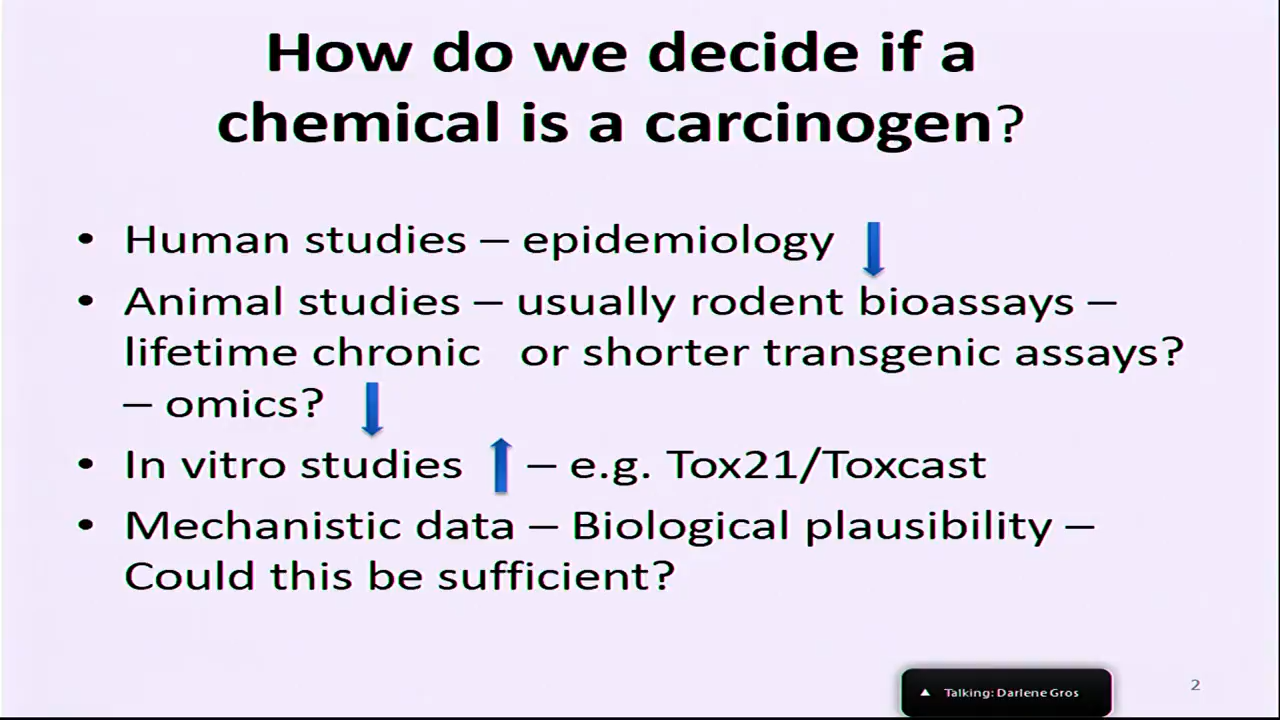 How do we decide if a
chemical is a carcinogen?
• Human studies – epidemiology
• Animal studies – usually rodent bioassays –
lifetime chronic or shorter transgenic assays?
– omics?
• In vitro studies – e.g. Tox21/Toxcast
• Mechanistic data – Biological plausibility –
Could this be sufficient?
Talking: Darlene Gros
2